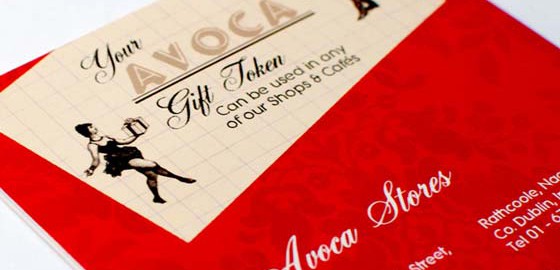 Your
AVOCA
Gift Token
Can be used in any
of our Shops & Cafés
Avoca Stores
Rathcoole,
Co. Dublin,
Tel 01 - 
Street,